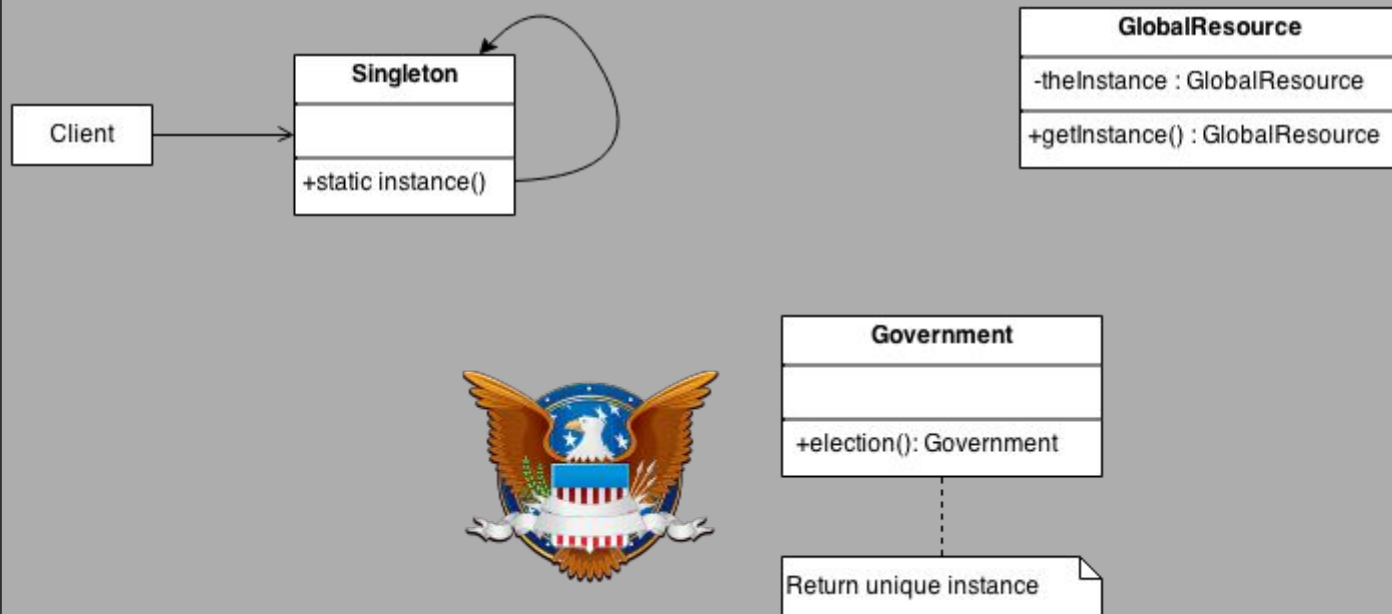 Client
Singleton
+static instance()
GlobalResource
-theInstance : GlobalResource
+getInstance() : GlobalResource
Government
+election(): Government
Return unique instance